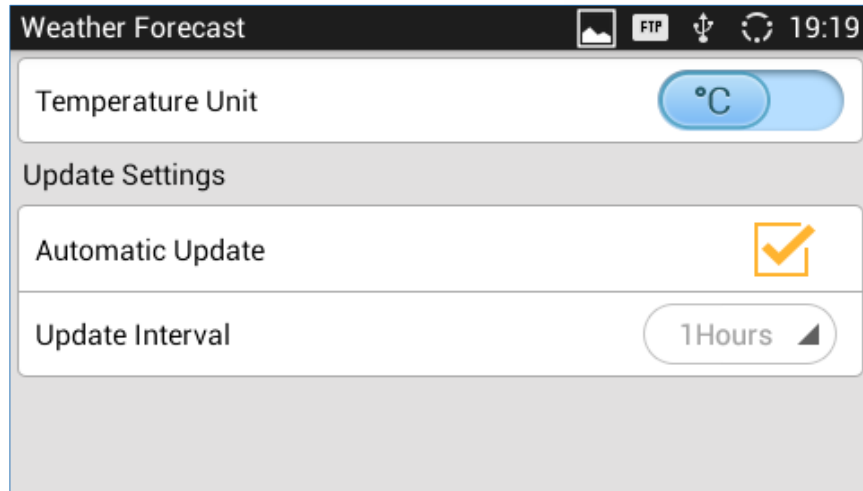 Weather Forecast FTP 19:19
Temperature Unit °C
Update Settings
Automatic Update
Update Interval 1Hours